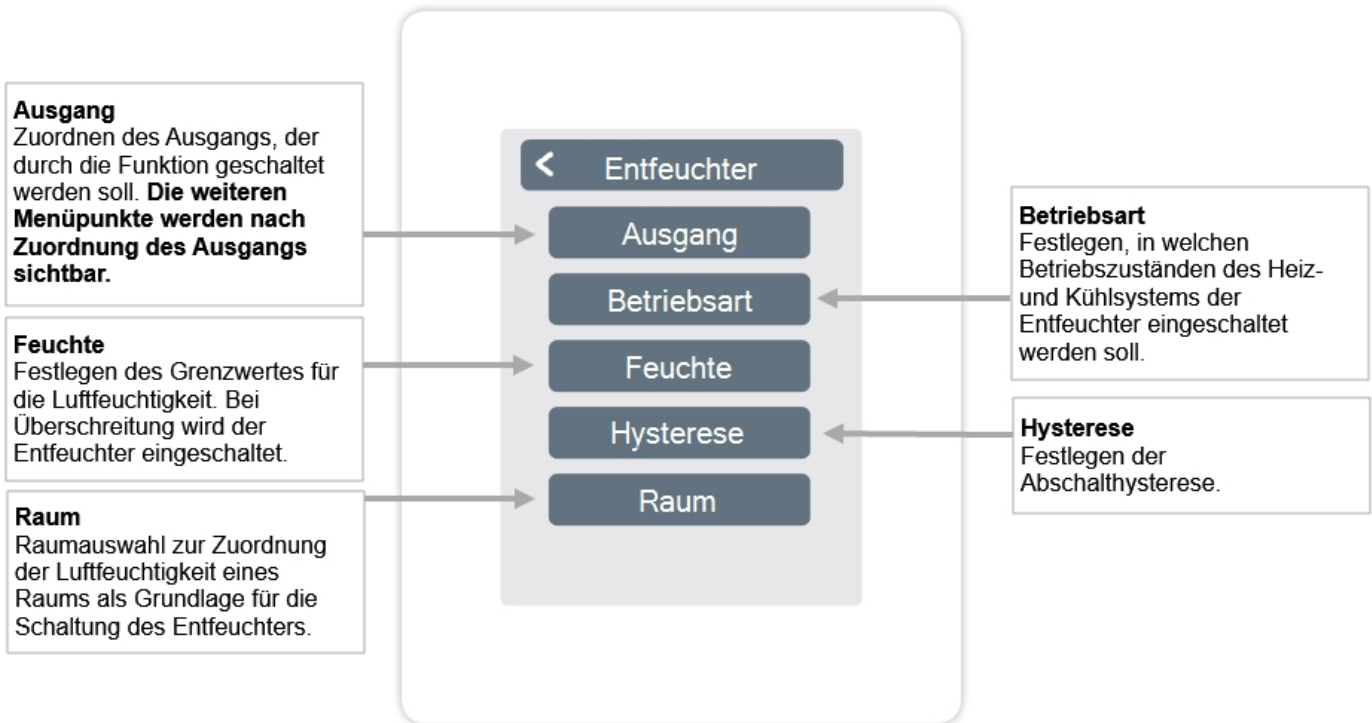 Ausgang
Zuordnen des Ausgangs, der
durch die Funktion geschaltet
werden soll. Die weiteren
Menüpunkte werden nach
Zuordnung des Ausgangs
sichtbar.
Feuchte
Festlegen des Grenzwertes für
die Luftfeuchtigkeit. Bei
Überschreitung wird der
Entfeuchter eingeschaltet.
Raum
Raumauswahl zur Zuordnung
der Luftfeuchtigkeit eines
Raums als Grundlage für die
Schaltung des Entfeuchters.
< Entfeuchter
Ausgang
Betriebsart
Feuchte
Hysterese
Raum
Betriebsart
Festlegen, in welchen
Betriebszuständen des Heiz-
und Kühlsystems der
Entfeuchter eingeschaltet
werden soll.
Hysterese
Festlegen der
Abschalthysterese.